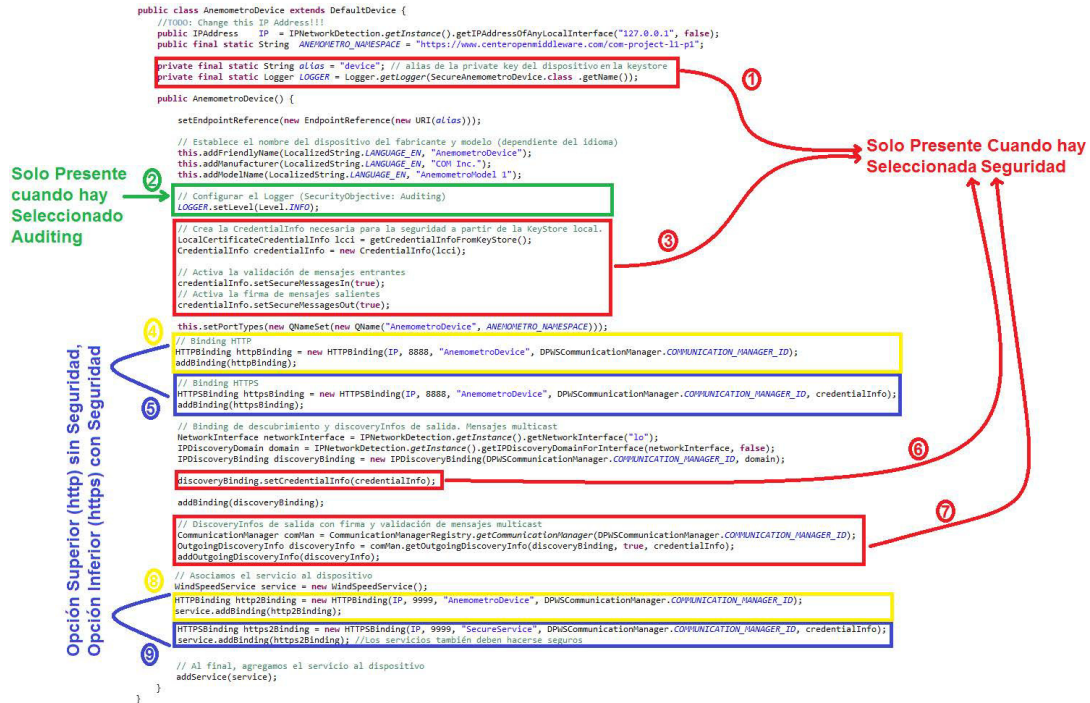 public class AnemometroDevice extends DefaultDevice {
//TODO: Change this IP Address!!!
public IPAddress IP = IPNetworkDetection.getInstance().getIPAddressOfAnyLocalInterface("127.0.0.1", false);
public final static String ANEMOMETRO_NAMESPACE = "https://www.centeropenmiddleware.com/com-project-l1-p1";
private final static String alias = "device"; // alias de la private key del dispositivo en la keystore
private final static Logger LOGGER = Logger.getLogger(SecureAnemometroDevice.class .getName());
1
public AnemometroDevice() {
setEndpointReference(new EndpointReference(new URI(alias)));
// Establece el nombre del dispositivo del fabricante y modelo (dependiente del idioma)
this.addFriendlyName(LocalizedString.LANGUAGE_EN, "AnemometroDevice");
this.addManufacturer(LocalizedString.LANGUAGE_EN, "COM Inc.");
this.addModelName(LocalizedString.LANGUAGE_EN, "AnemometroModel 1");
Solo Presente Cuando hay
Seleccionada Seguridad
Solo Presente
cuando hay
Seleccionado
Auditing
2
// Configurar el Logger (SecurityObjective: Auditing)
LOGGER.setLevel(Level.INFO);
// Crea la CredentialInfo necesaria para la seguridad a partir de la KeyStore local.
LocalCertificateCredentialInfo lcci = getCredentialInfoFromKeyStore();
CredentialInfo credentialInfo = new CredentialInfo(lcci);
3
// Activa la validación de mensajes entrantes
credentialInfo.setSecureMessagesIn(true);
// Activa la firma de mensajes salientes
credentialInfo.setSecureMessagesOut(true);
this.setPortTypes(new QNameSet(new QName("AnemometroDevice", ANEMOMETRO_NAMESPACE)));
4
// Binding HTTP
HTTPBinding httpBinding = new HTTPBinding(IP, 8888, "AnemometroDevice", DPWSCommunicationManager.COMMUNICATION_MANAGER_ID);
addBinding(httpBinding);
Opción Superior (http) sin Seguridad,
Opción Inferior (https) con Seguridad
5
// Binding HTTPS
HTTPSBinding httpsBinding = new HTTPSBinding(IP, 8888, "AnemometroDevice", DPWSCommunicationManager.COMMUNICATION_MANAGER_ID, credentialInfo);
addBinding(httpsBinding);
// Binding de descubrimiento y discoveryInfos de salida. Mensajes multicast
NetworkInterface networkInterface = IPNetworkDetection.getInstance().getNetworkInterface("lo");
IPDiscoveryDomain domain = IPNetworkDetection.getInstance().getIPDiscoveryDomainForInterface(networkInterface, false);
IPDiscoveryBinding discoveryBinding = new IPDiscoveryBinding(DPWSCommunicationManager.COMMUNICATION_MANAGER_ID, domain);
6
discoveryBinding.setCredentialInfo(credentialInfo);
addBinding(discoveryBinding);
7
// DiscoveryInfos de salida con firma y validación de mensajes multicast
CommunicationManager comMan = CommunicationManagerRegistry.getCommunicationManager(DPWSCommunicationManager.COMMUNICATION_MANAGER_ID);
OutgoingDiscoveryInfo discoveryInfo = comMan.getOutgoingDiscoveryInfo(discoveryBinding, true, credentialInfo);
addOutgoingDiscoveryInfo(discoveryInfo);
// Asociamos el servicio al dispositivo
WindSpeedService service = new WindSpeedService();
8
HTTPBinding http2Binding = new HTTPBinding(IP, 9999, "AnemometroDevice", DPWSCommunicationManager.COMMUNICATION_MANAGER_ID);
service.addBinding(http2Binding);
9
HTTPSBinding https2Binding = new HTTPSBinding(IP, 9999, "SecureService", DPWSCommunicationManager.COMMUNICATION_MANAGER_ID, credentialInfo);
service.addBinding(https2Binding); //Los servicios también deben hacerse seguros
// Al final, agregamos el servicio al dispositivo
addService(service);
}
}